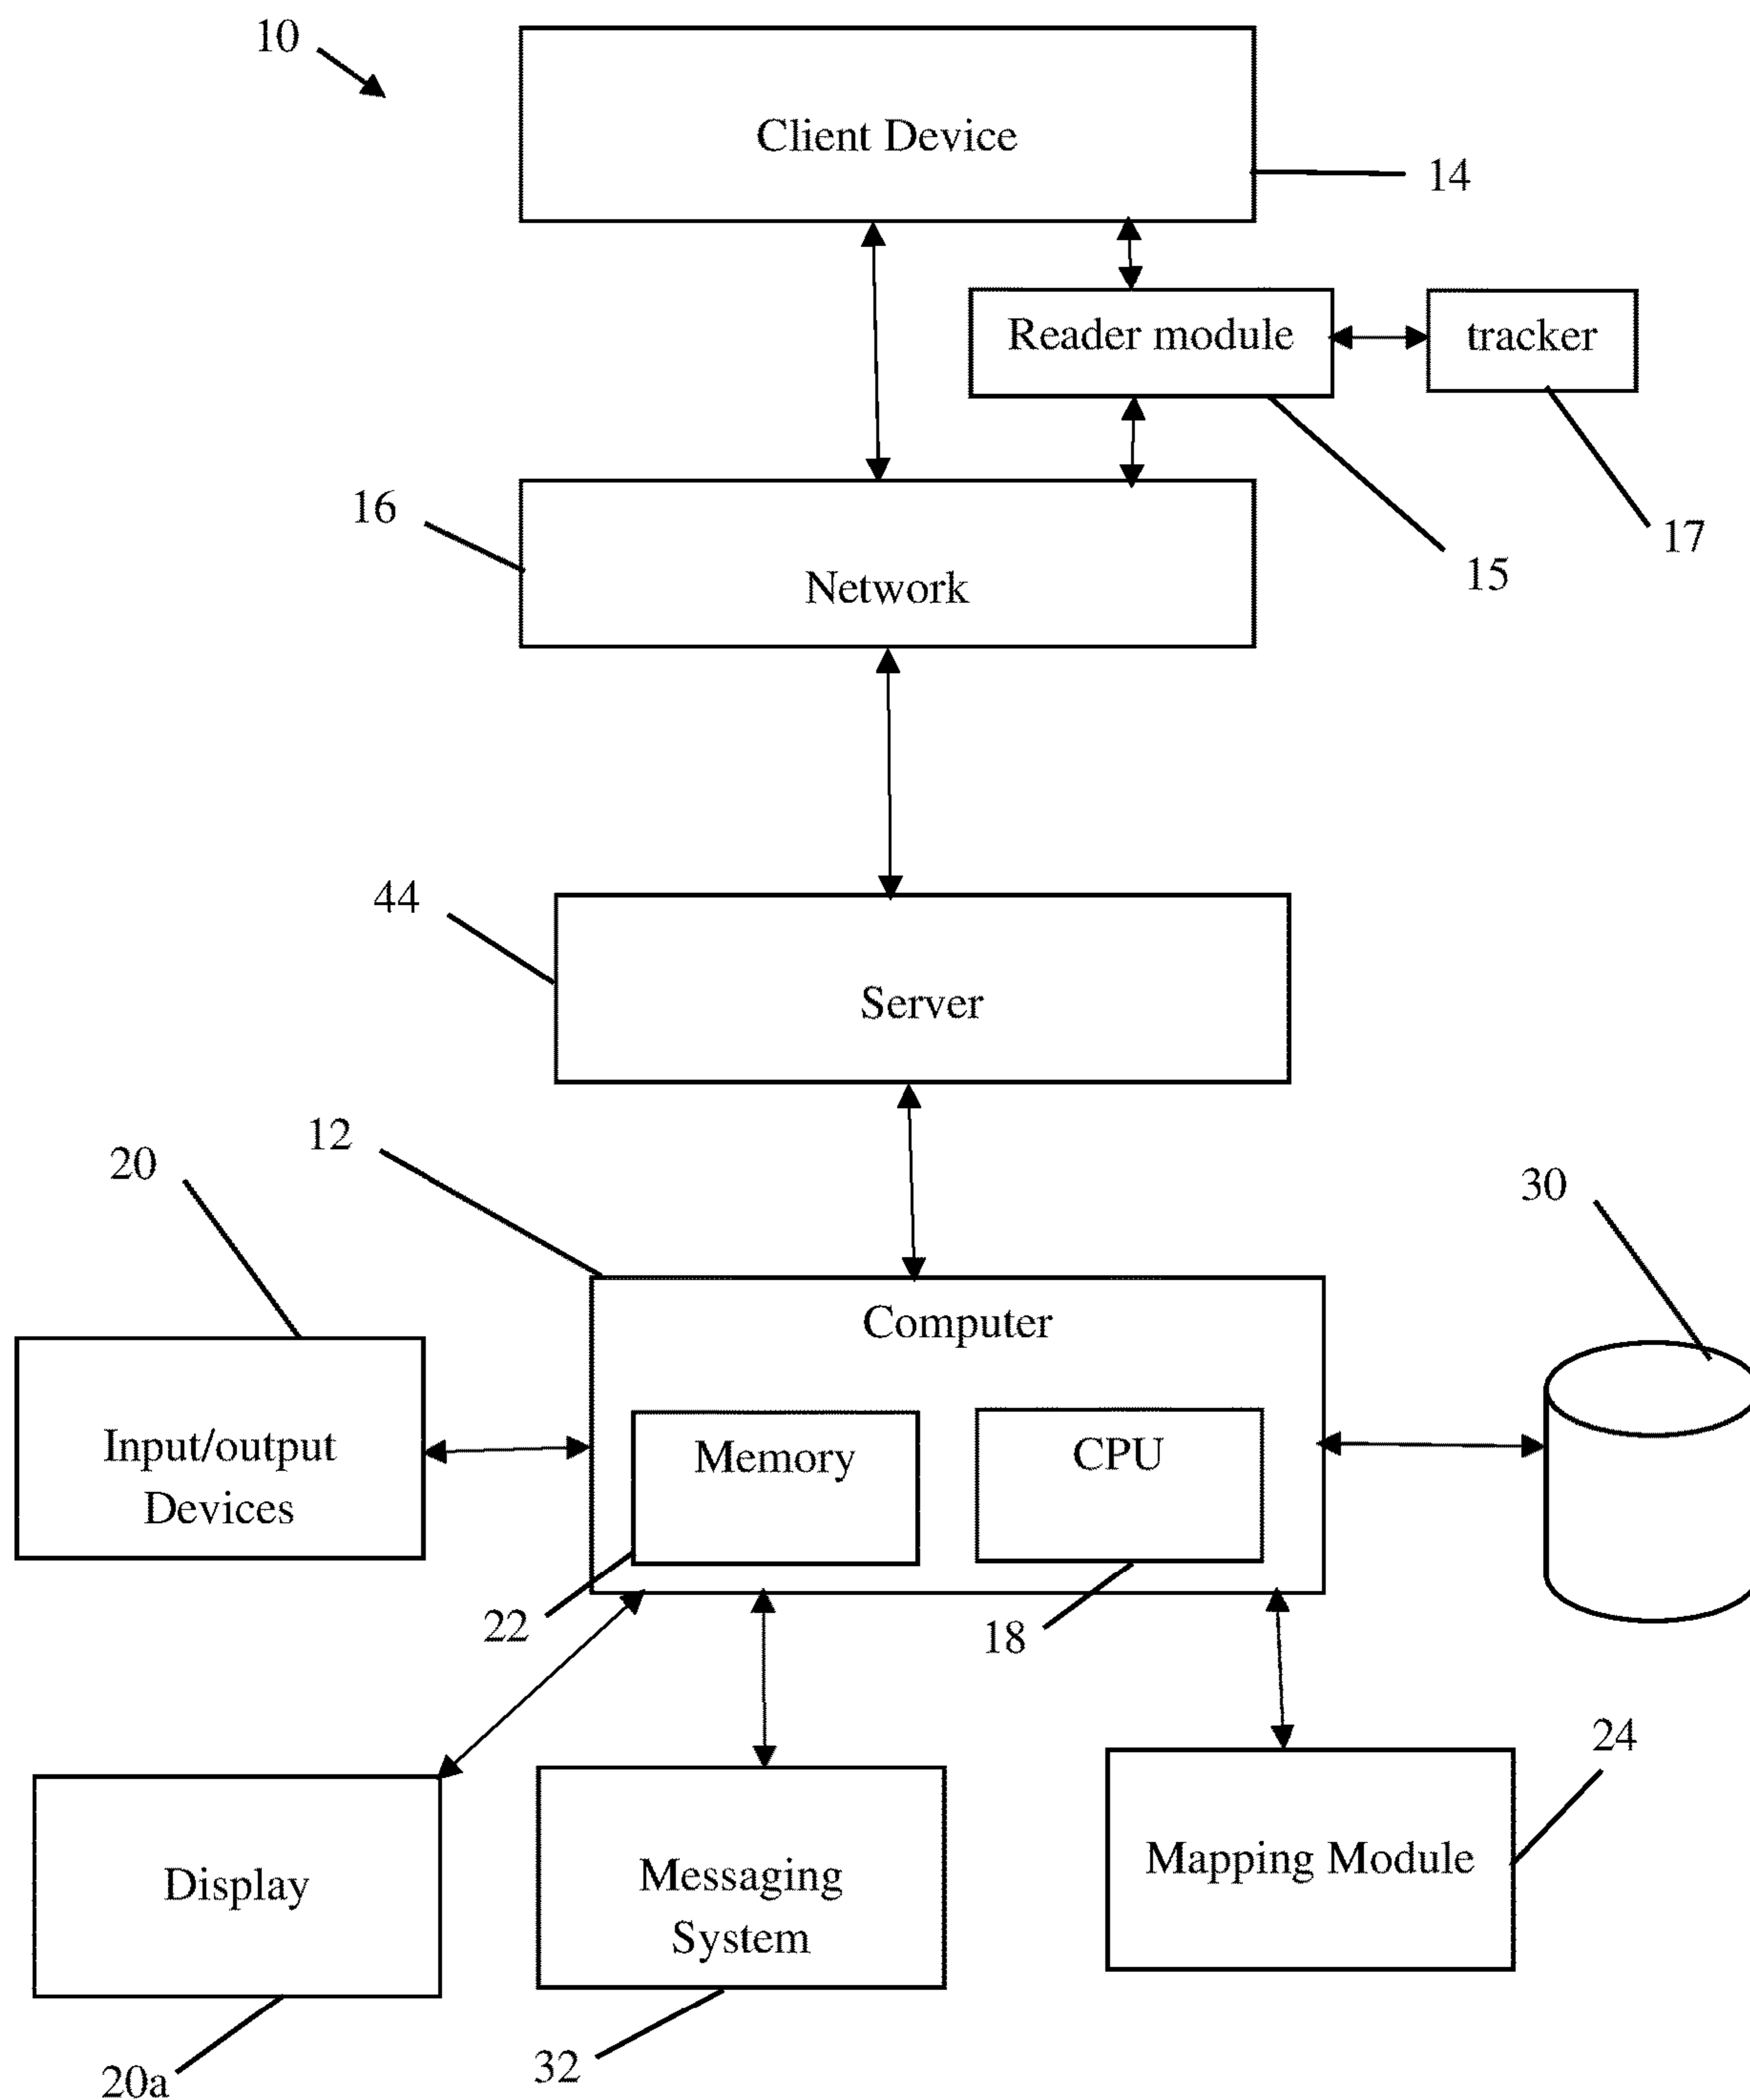 10
Client Device
14
Reader module
tracker
16
17
15
Network
44
Server
12
20
30
Computer
Input/output
Devices
Memory
CPU
22
18
24
Display
Messaging
System
Mapping Module
20a
32